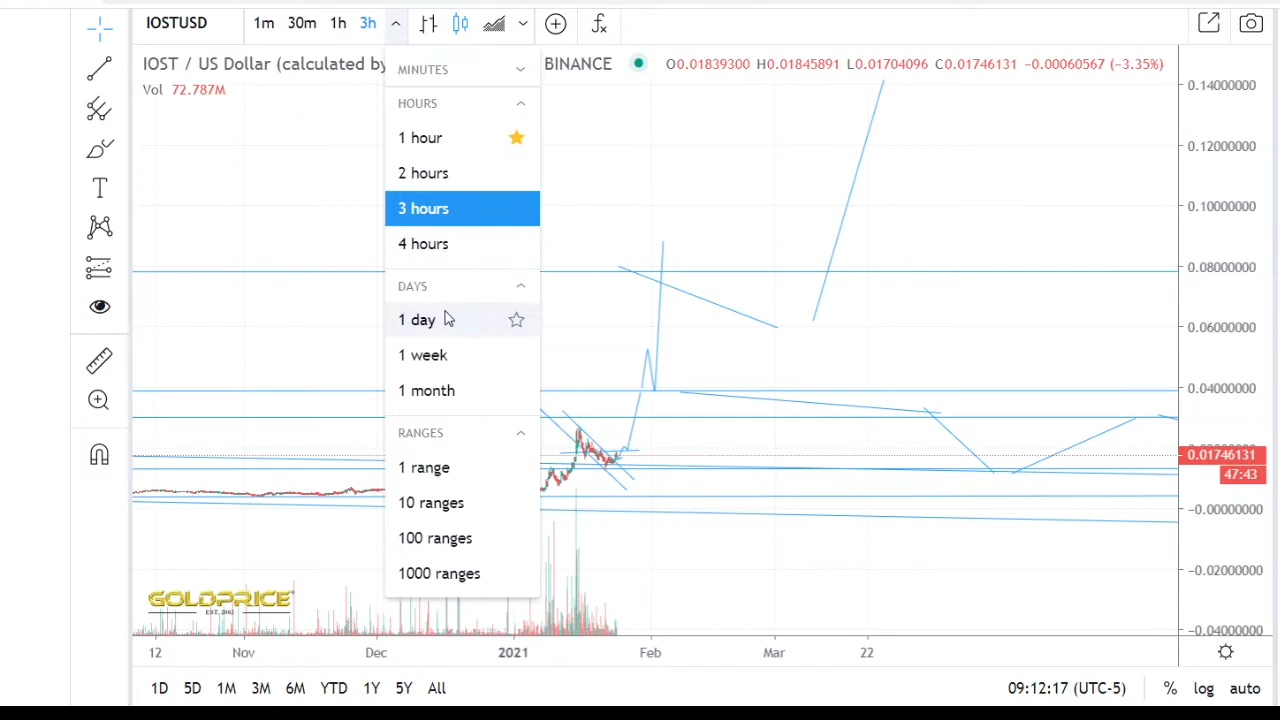 IOSTUSD 1m 30m 1h 3h
IOST / US Dollar (calculated by BINANCE O0.01839300 H0.01845891 L0.01704096 C0.01746131 −0.00060567 (−3.35%)
Vol 72.787M
MINUTES
HOURS
1 hour
2 hours
3 hours
4 hours
DAYS
1 day
1 week
1 month
RANGES
1 range
10 ranges
100 ranges
1000 ranges
0.14000000
0.12000000
0.10000000
0.08000000
0.06000000
0.04000000
0.01746131
47:43
−0.00000000
−0.02000000
−0.04000000
GOLDPRICE
EST. 2002
12 Nov Dec 2021 Feb Mar 22
1D 5D 1M 3M 6M YTD 1Y 5Y All 09:12:17 (UTC-5) % log auto